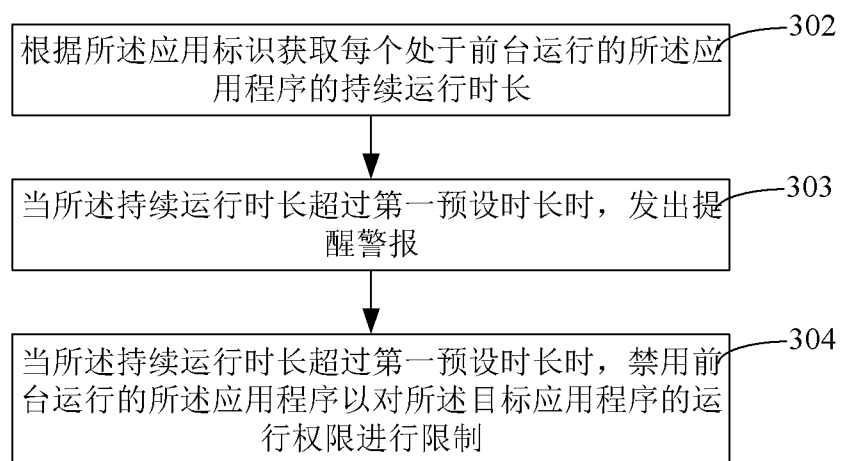 根据所述应用标识获取每个处于前台运行的所述应
用程序的持续运行时长
302
当所述持续运行时长超过第一预设时长时，发出提
醒警报
303
当所述持续运行时长超过第一预设时长时，禁用前
台运行的所述应用程序以对所述目标应用程序的运
行权限进行限制
304